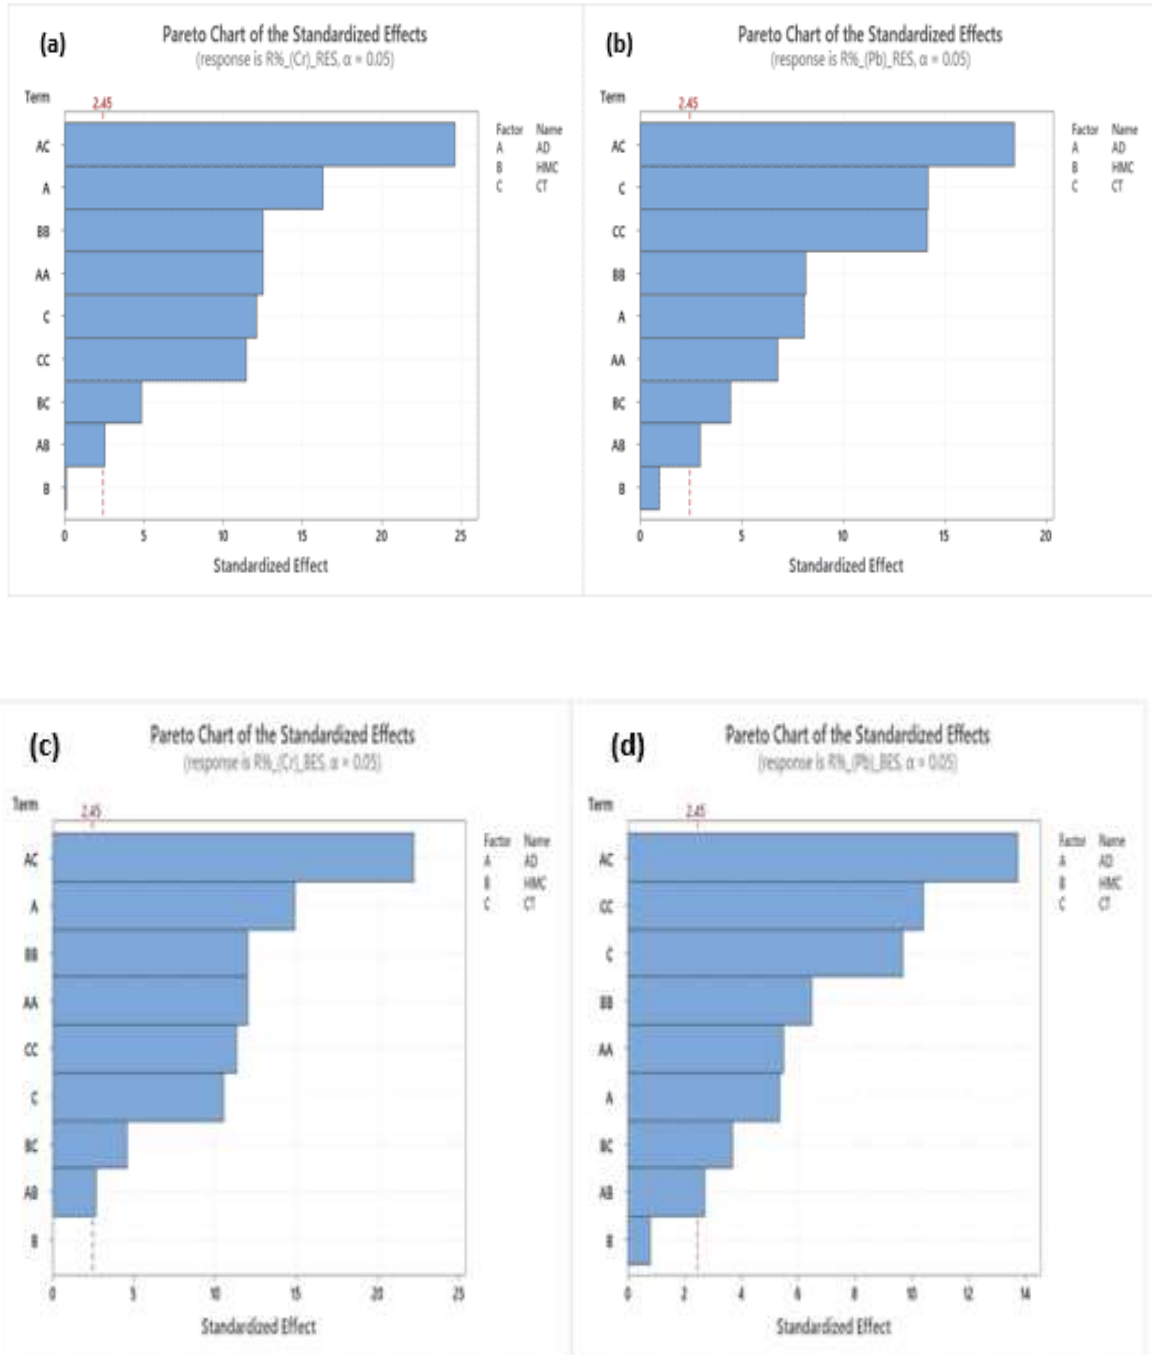 (a)
Pareto Chart of the Standardized Effects
(response is R%_(Cr)_RES, α = 0.05)
Term
2.45
AC
A
BB
AA
C
CC
BC
AB
B
0 5 10 15 20 25
Standardized Effect
Factor Name
A AD
B HMC
C CT
(b)
Pareto Chart of the Standardized Effects
(response is R%_(Pb)_RES, α = 0.05)
Term
2.45
AC
C
CC
BB
A
AA
BC
AB
B
0 5 10 15 20
Standardized Effect
Factor Name
A AD
B HMC
C CT
(c)
Pareto Chart of the Standardized Effects
(response is R%_(Cr)_BES, α = 0.05)
Term
2.45
AC
A
BB
AA
CC
C
BC
AB
B
0 5 10 15 20 25
Standardized Effect
Factor Name
A AD
B HMC
C CT
(d)
Pareto Chart of the Standardized Effects
(response is R%_(Pb)_BES, α = 0.05)
Term
2.45
AC
CC
C
BB
AA
A
BC
AB
B
0 2 4 6 8 10 12 14
Standardized Effect
Factor Name
A AD
B HMC
C CT